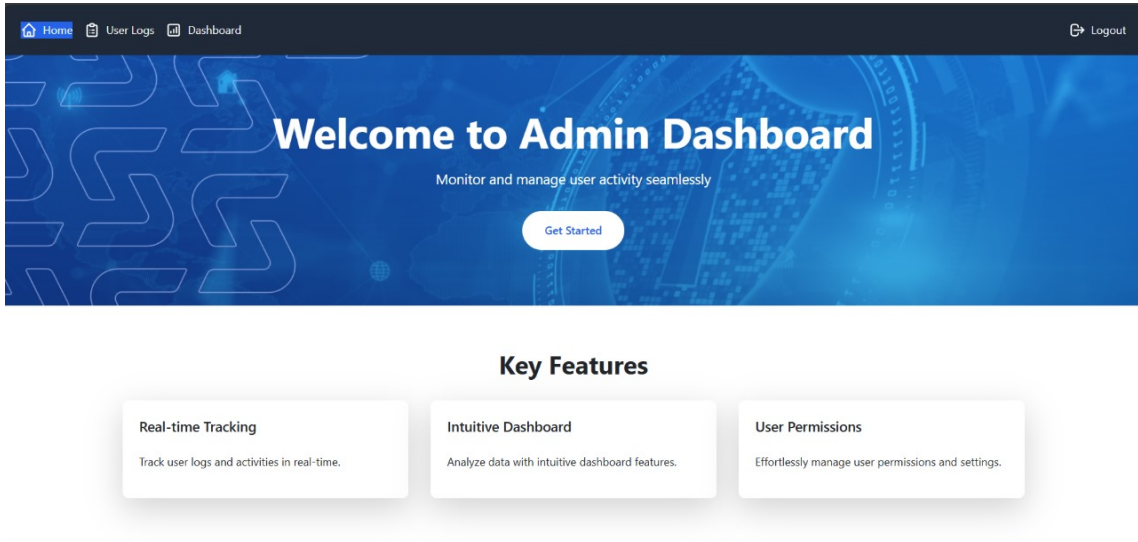 Home User Logs Dashboard Logout
Welcome to Admin Dashboard
Monitor and manage user activity seamlessly
Get Started
Key Features
Real-time Tracking
Track user logs and activities in real-time.
Intuitive Dashboard
Analyze data with intuitive dashboard features.
User Permissions
Effortlessly manage user permissions and settings.